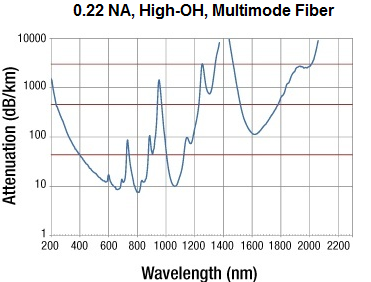 0.22 NA, High-OH, Multimode Fiber
Attenuation (dB/km)
10000
1000
100
10
1
200 400 600 800 1000 1200 1400 1600 1800 2000 2200
Wavelength (nm)